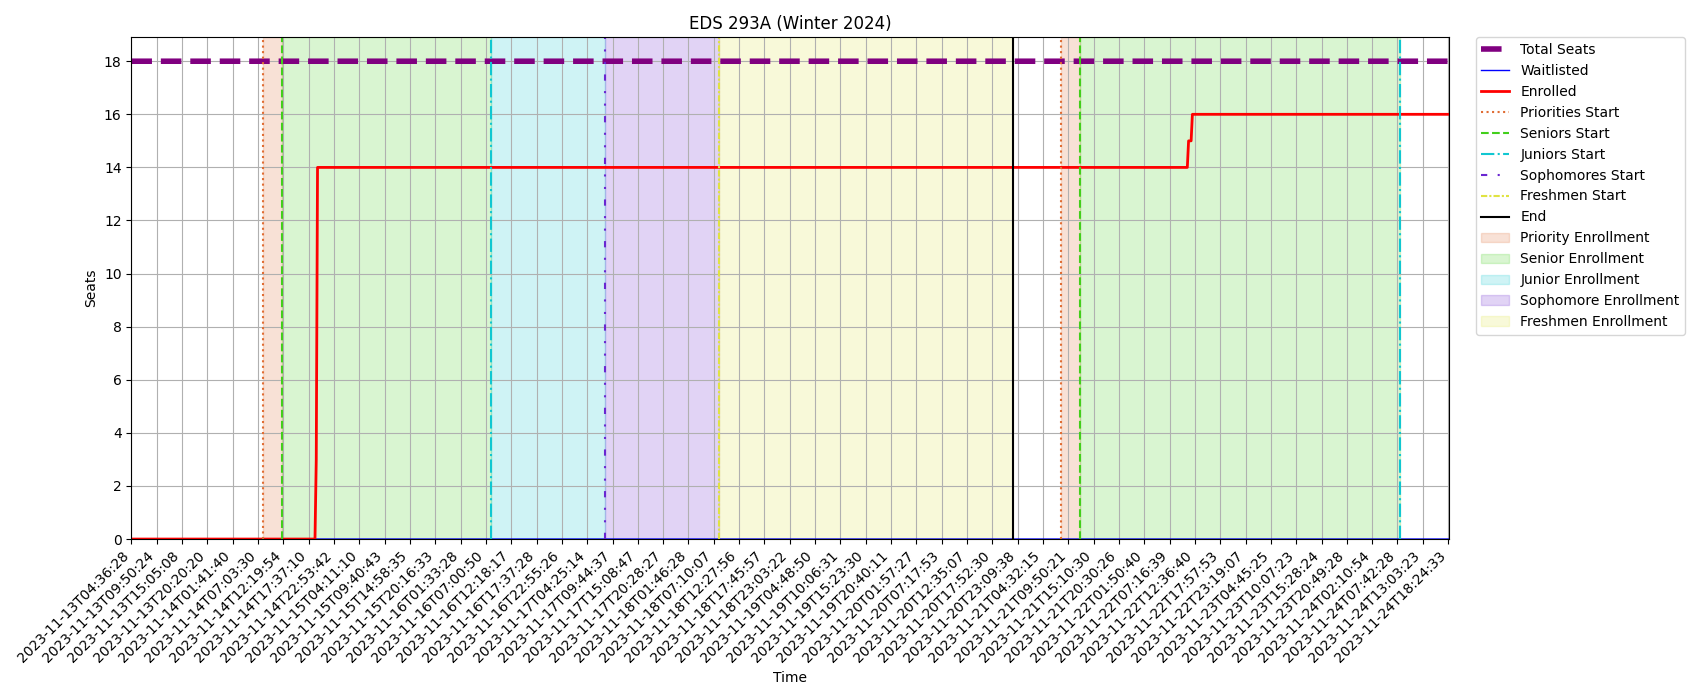 EDS 293A (Winter 2024)
Seats
18
16
14
12
10
8
6
4
2
0
2023-11-13T04:36:28
2023-11-13T09:50:24
2023-11-13T15:05:08
2023-11-13T20:20:20
2023-11-14T01:41:40
2023-11-14T07:03:30
2023-11-14T12:19:54
2023-11-14T17:37:10
2023-11-14T22:53:42
2023-11-15T04:11:10
2023-11-15T09:40:43
2023-11-15T14:58:35
2023-11-15T20:16:33
2023-11-16T01:33:28
2023-11-16T07:00:50
2023-11-16T12:18:17
2023-11-16T17:37:28
2023-11-16T22:55:26
2023-11-17T04:25:14
2023-11-17T09:44:37
2023-11-17T15:08:47
2023-11-17T20:28:27
2023-11-18T01:46:28
2023-11-18T07:10:07
2023-11-18T12:27:56
2023-11-18T17:45:57
2023-11-18T23:03:22
2023-11-19T04:48:50
2023-11-19T10:06:31
2023-11-19T15:23:30
2023-11-19T20:40:11
2023-11-20T01:57:27
2023-11-20T07:17:53
2023-11-20T12:35:07
2023-11-20T17:52:30
2023-11-20T23:09:38
2023-11-21T04:32:15
2023-11-21T09:50:21
2023-11-21T15:10:30
2023-11-21T20:30:26
2023-11-22T01:50:40
2023-11-22T07:16:39
2023-11-22T12:36:40
2023-11-22T17:57:53
2023-11-22T23:19:07
2023-11-23T04:45:25
2023-11-23T10:07:23
2023-11-23T15:28:24
2023-11-23T20:49:28
2023-11-24T02:10:54
2023-11-24T07:42:28
2023-11-24T13:03:23
2023-11-24T18:24:33
Time
Total Seats
Waitlisted
Enrolled
Priorities Start
Seniors Start
Juniors Start
Sophomores Start
Freshmen Start
End
Priority Enrollment
Senior Enrollment
Junior Enrollment
Sophomore Enrollment
Freshmen Enrollment